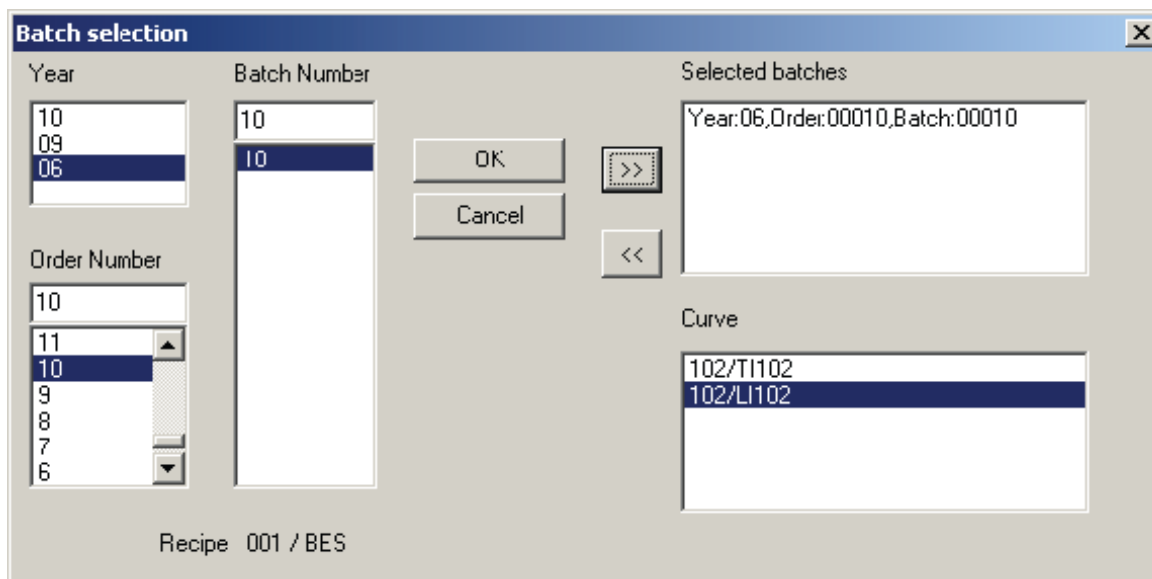 Batch selection
Year
10
09
06
Order Number
10
11
10
9
8
7
6
Batch Number
10
10
OK
Cancel
>>
<<
Selected batches
Year:06,Order:00010,Batch:00010
Curve
102/TI102
102/LI102
Recipe 001 / BES